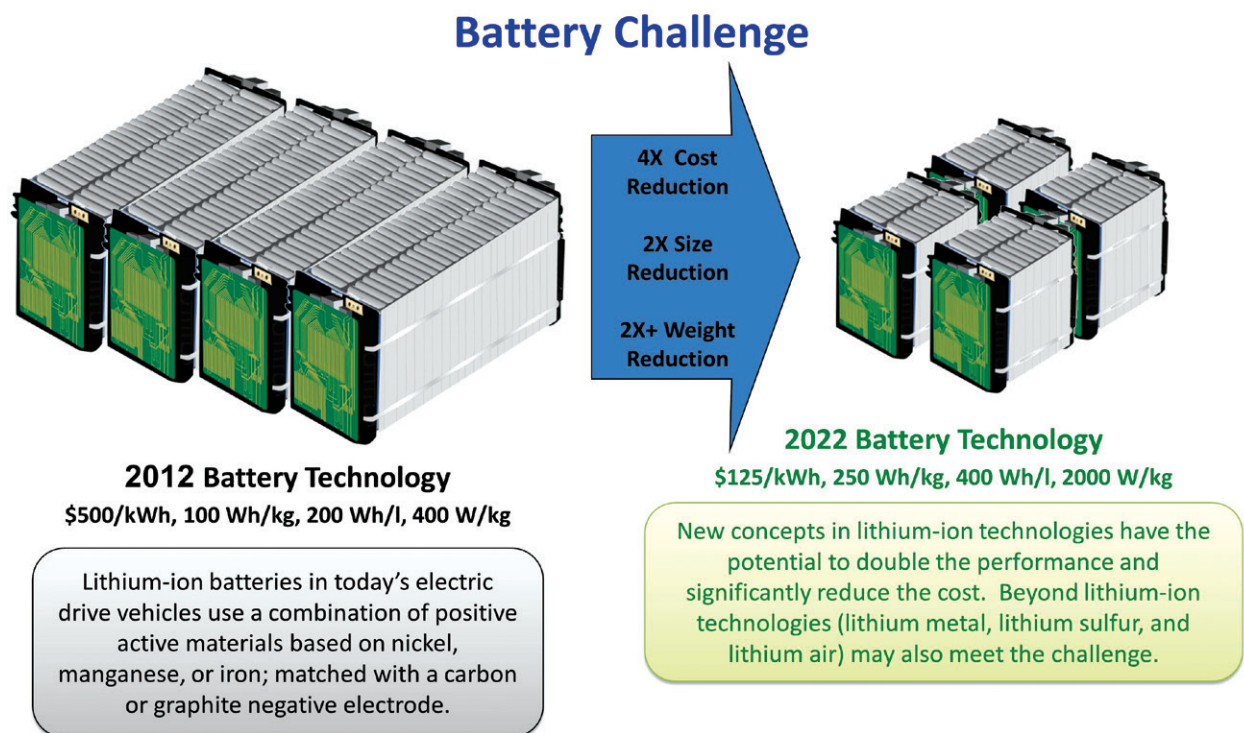 Battery Challenge
4X Cost
Reduction
2X Size
Reduction
2X+ Weight
Reduction
2012 Battery Technology
$500/kWh, 100 Wh/kg, 200 Wh/l, 400 W/kg
Lithium-ion batteries in today's electric
drive vehicles use a combination of positive
active materials based on nickel,
manganese, or iron; matched with a carbon
or graphite negative electrode.
2022 Battery Technology
$125/kWh, 250 Wh/kg, 400 Wh/l, 2000 W/kg
New concepts in lithium-ion technologies have the
potential to double the performance and
significantly reduce the cost.  Beyond lithium-ion
technologies (lithium metal, lithium sulfur, and
lithium air) may also meet the challenge.